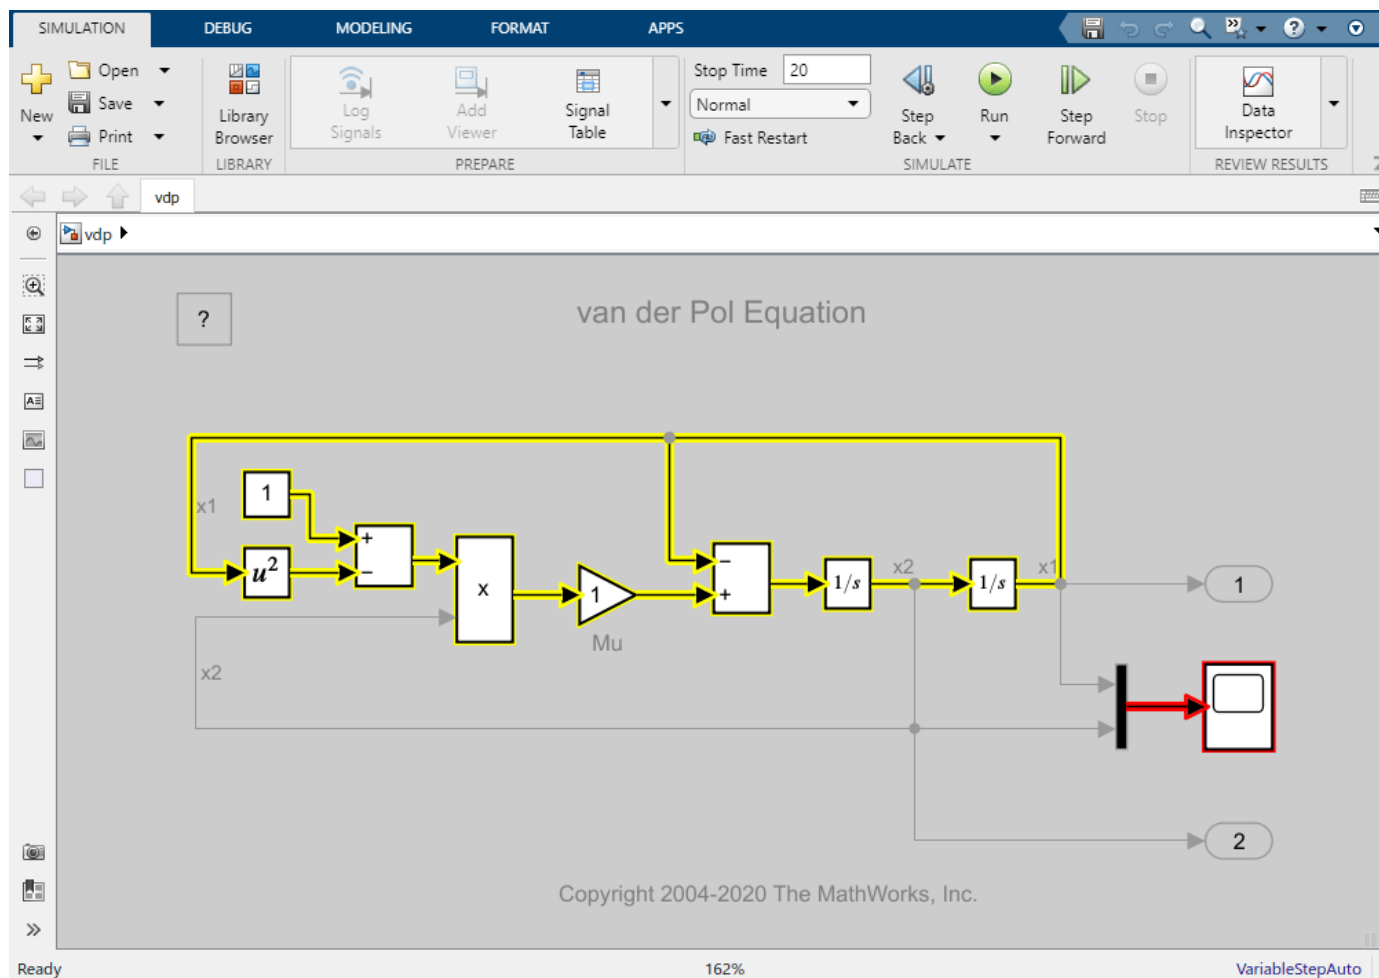 SIMULATION DEBUG MODELING FORMAT APPS
New
Open
Save
Print
FILE
Library
Browser
LIBRARY
Log
Signals
Add
Viewer
Signal
Table
PREPARE
Stop Time 20
Normal
Fast Restart
Step
Back
Run
Step
Forward
Stop
SIMULATE
Data
Inspector
REVIEW RESULTS
vdp
vdp
?
van der Pol Equation
x1
1
+
−
u²
x
1
Mu
−
+
1/s
x2
1/s
x1
1
x2
2
Copyright 2004-2020 The MathWorks, Inc.
Ready 162% VariableStepAuto